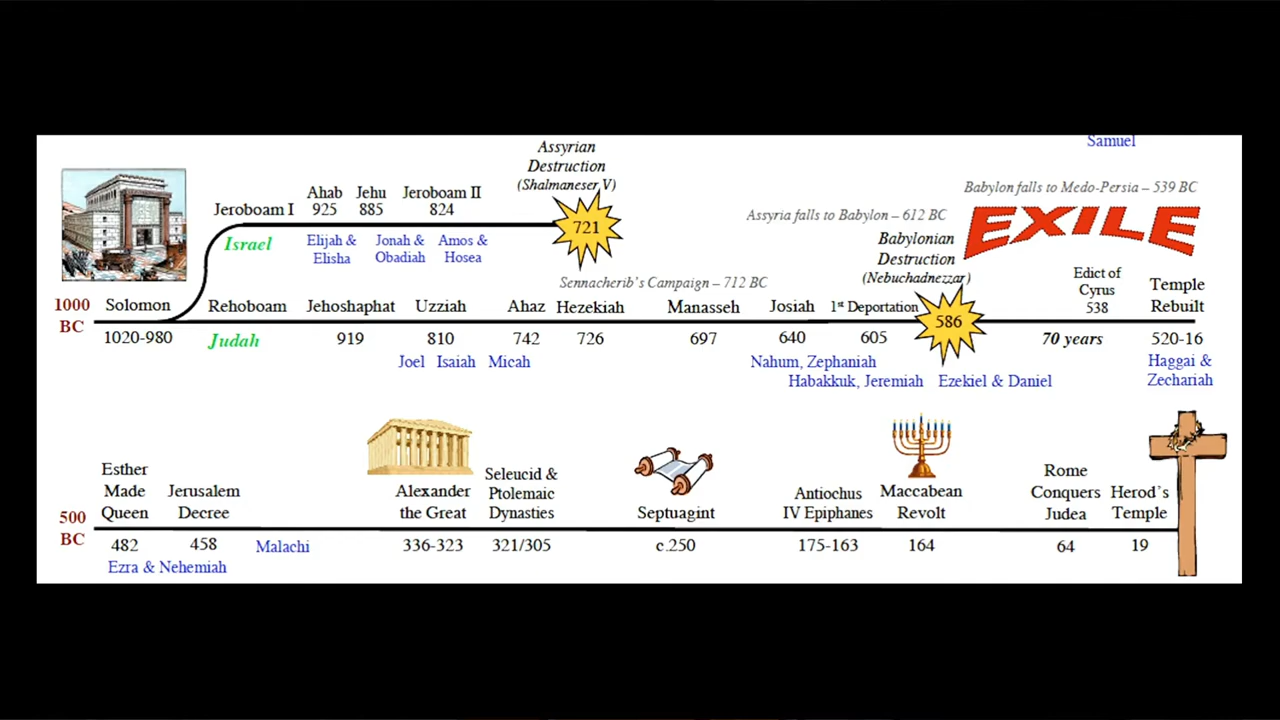 Samuel
Assyrian
Destruction
(Shalmaneser V)
Babylon falls to Medo-Persia – 539 BC
Ahab Jehu Jeroboam II
Jeroboam I 925 885 824
Assyria falls to Babylon – 612 BC
EXILE
721
Israel
Elijah & Jonah & Amos &
Elisha Obadiah Hosea
Babylonian
Destruction
(Nebuchadnezzar)
Sennacherib's Campaign – 712 BC
Edict of
Cyrus
538
Temple
Rebuilt
1000
BC
Solomon Rehoboam Jehoshaphat Uzziah Ahaz Hezekiah Manasseh Josiah 1st Deportation
586
1020-980 Judah 919 810 742 726 697 640 605 70 years 520-16
Joel Isaiah Micah
Nahum, Zephaniah
Habakkuk, Jeremiah Ezekiel & Daniel
Haggai &
Zechariah
500
BC
Esther
Made
Queen
Jerusalem
Decree
Alexander
the Great
Seleucid &
Ptolemaic
Dynasties
Septuagint
Antiochus
IV Epiphanes
Maccabean
Revolt
Rome
Conquers
Judea
Herod's
Temple
482 458 Malachi 336-323 321/305 c.250 175-163 164 64 19
Ezra & Nehemiah